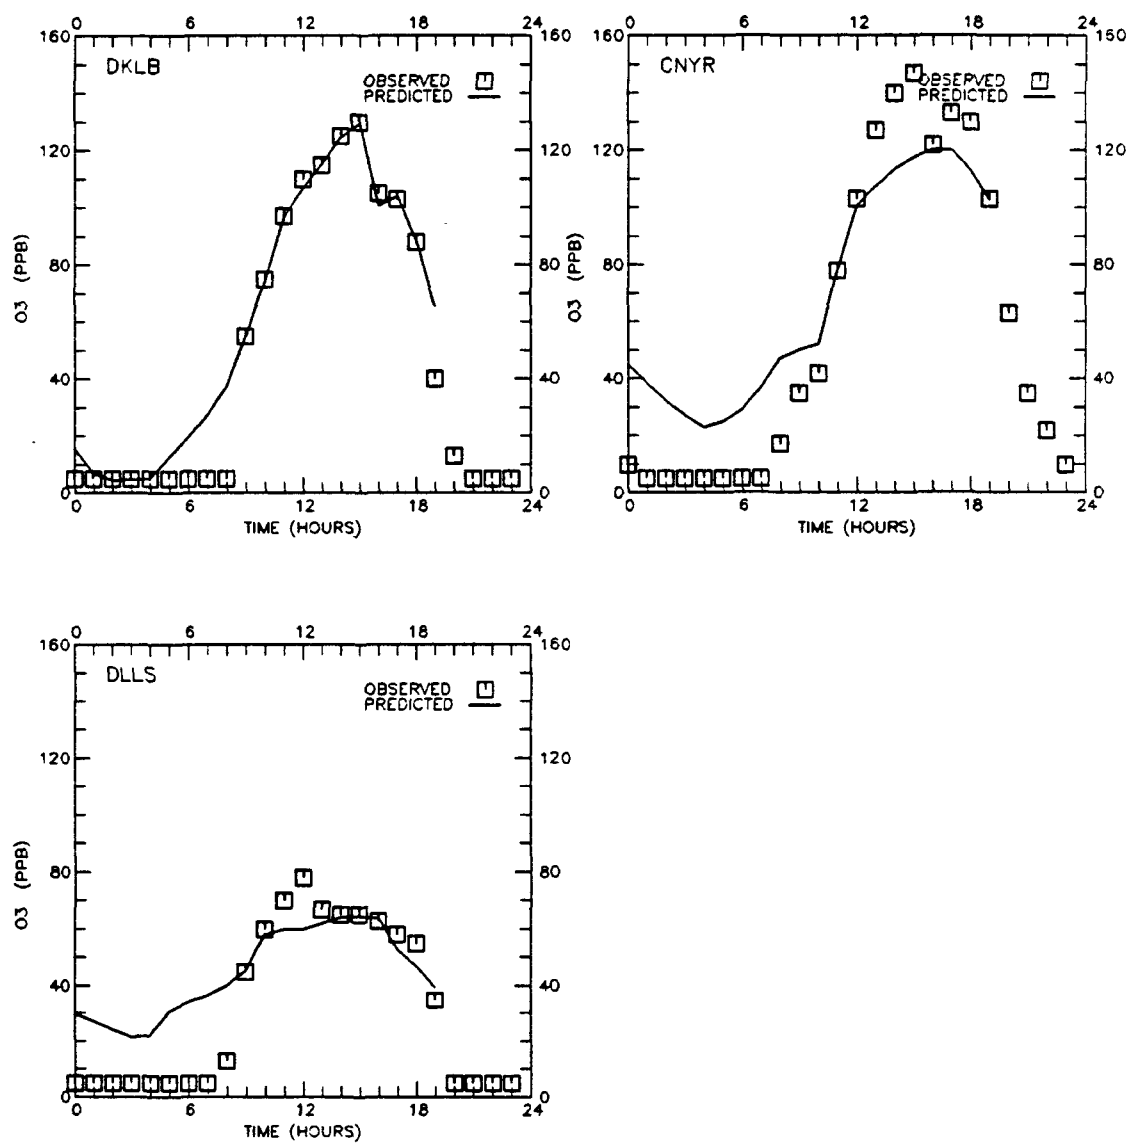 0 6 12 18 24
160 160
DKLB
OBSERVED
PREDICTED
120 120
O3 (PPB)
80 80
40 40
0 0
0 6 12 18 24
TIME (HOURS)
0 6 12 18 24
160 160
CNYR
OBSERVED
PREDICTED
120 120
O3 (PPB)
80 80
40 40
0 0
0 6 12 18 24
TIME (HOURS)
0 6 12 18 24
160 160
DLLS
OBSERVED
PREDICTED
120 120
O3 (PPB)
80 80
40 40
0 0
0 6 12 18 24
TIME (HOURS)